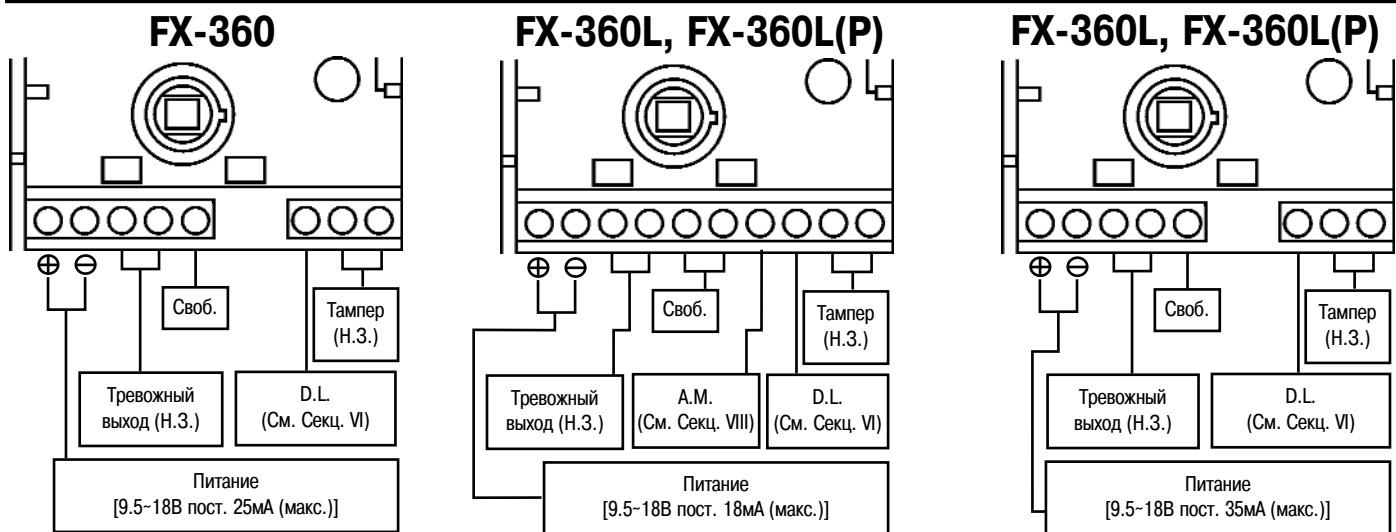 FX-360
Своб.
Тампер
(Н.З.)
Тревожный
выход (Н.З.)
D.L.
(См. Секц. VI)
Питание
[9.5~18В пост. 25мА (макс.)]
FX-360L, FX-360L(P)
Своб.
Тампер
(Н.З.)
Тревожный
выход (Н.З.)
A.M.
(См. Секц. VIII)
D.L.
(См. Секц. VI)
Питание
[9.5~18В пост. 18мА (макс.)]
FX-360L, FX-360L(P)
Своб.
Тампер
(Н.З.)
Тревожный
выход (Н.З.)
D.L.
(См. Секц. VI)
Питание
[9.5~18В пост. 35мА (макс.)]